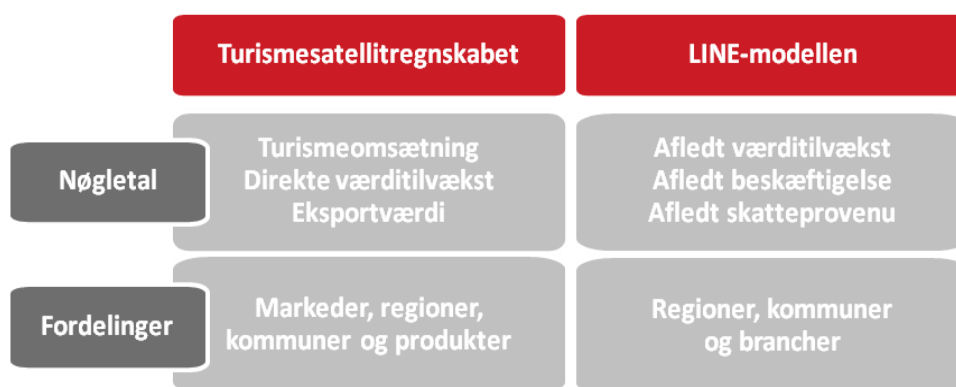 Turismesatellitregnskabet
LINE-modellen
Nøgletal
Turismeomsætning
Direkte værditilvækst
Eksportværdi
Afledt værditilvækst
Afledt beskæftigelse
Afledt skatteprovenu
Fordelinger
Markeder, regioner,
kommuner og produkter
Regioner, kommuner
og brancher